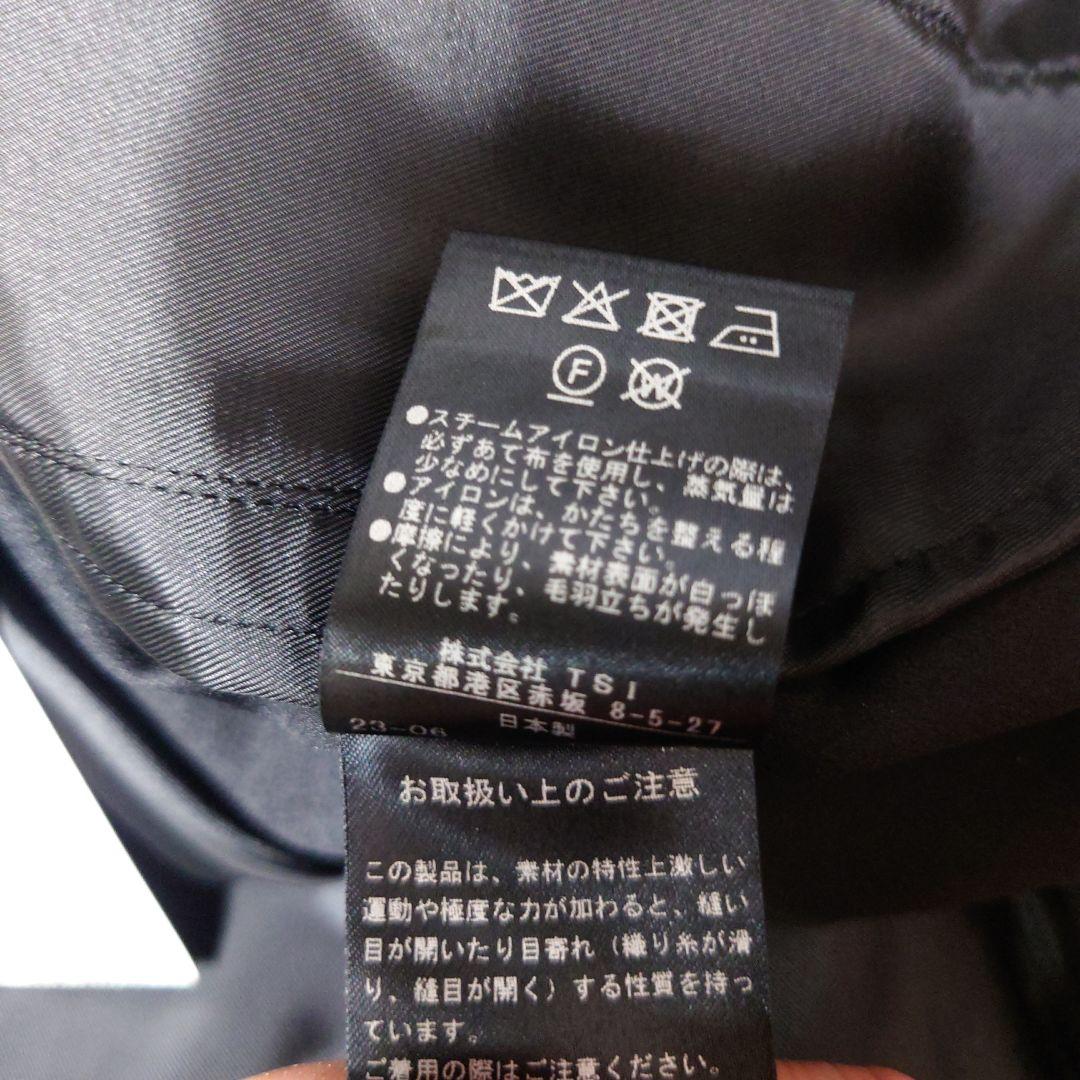 F
W
●スチームアイロン仕上げの際は、
必ずあて布を使用し、蒸気量は
少なめにして下さい。
●アイロンは、かたちを整える程
度に軽くかけて下さい。
●摩擦により、素材表面が白っぽ
くなったり、毛羽立ちが発生し
たりします。
株式会社 TSI
東京都港区赤坂 8-5-27
23-06 日本製
お取扱い上のご注意
この製品は、素材の特性上激しい
運動や極度な力が加わると、縫い
目が開いたり目寄れ（織り糸が滑
り、縫目が開く）する性質を持っ
ています。
ご着用の際はご注意ください。